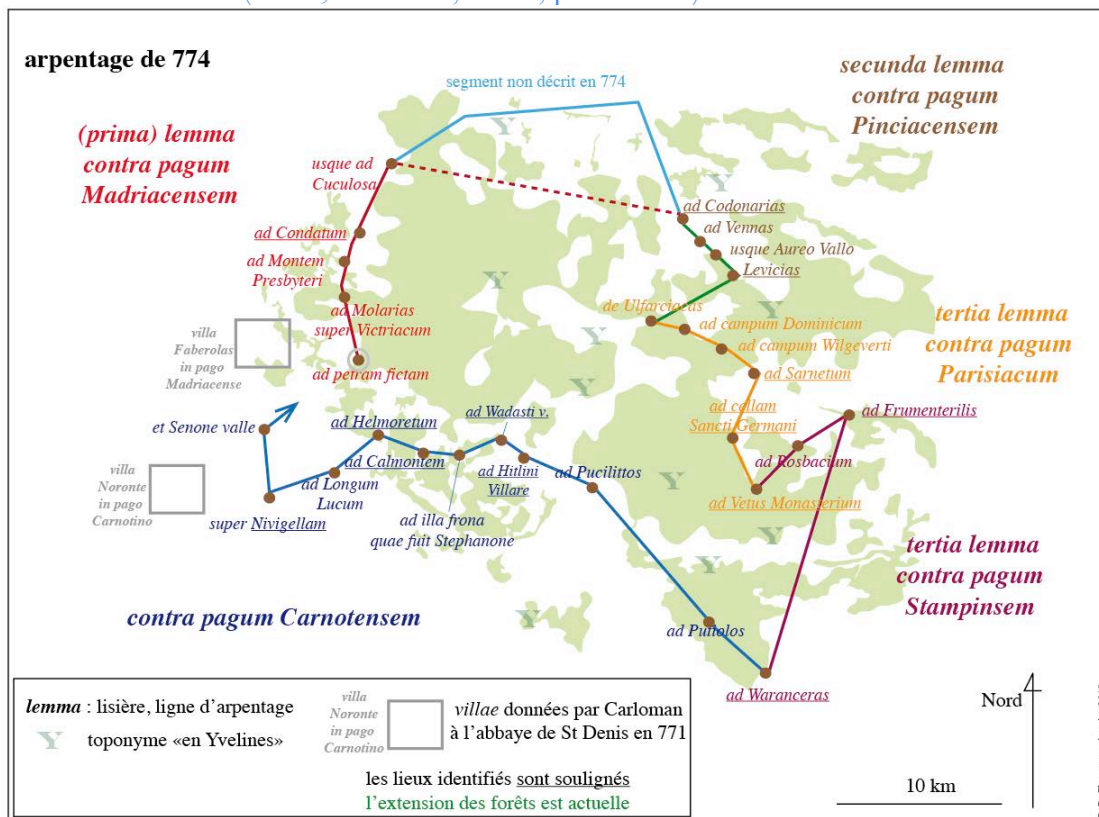 arpentage de 774
segment non décrit en 774
secunda lemma
contra pagum
Pinciacensem
(prima) lemma
contra pagum
Madriacensem
usque ad
Cuculosa
ad Condatum
ad Montem
Presbyteri
ad Molarias
super Victriacum
ad petram fictam
villa
Faberolas
in pago
Madriacense
ad Codonarias
ad Vennas
usque Aureo Vallo
Levicias
de Ulfarciacas
ad campum Dominicum
ad campum Wilgeverti
ad Sarnetum
ad cellam
Sancti Germani
ad Vetus Monasterium
tertia lemma
contra pagum
Parisiacum
ad Frumenterilis
ad Rosbacium
et Senone valle
ad Helmoretum
ad Wadasti v.
ad Calmontem
ad Hitlini
Villare
ad Pucilittos
ad Longum
Lucum
super Nivigellam
ad illa frona
quae fuit Stephanone
villa
Noronte
in pago
Carnotino
tertia lemma
contra pagum
Stampinsem
contra pagum Carnotensem
ad Putiolos
ad Waranceras
lemma : lisière, ligne d’arpentage
Y toponyme «en Yvelines»
villa
Noronte
in pago
Carnotino
villae données par Carloman
à l’abbaye de St Denis en 771
les lieux identifiés sont soulignés
l’extension des forêts est actuelle
Nord
10 km